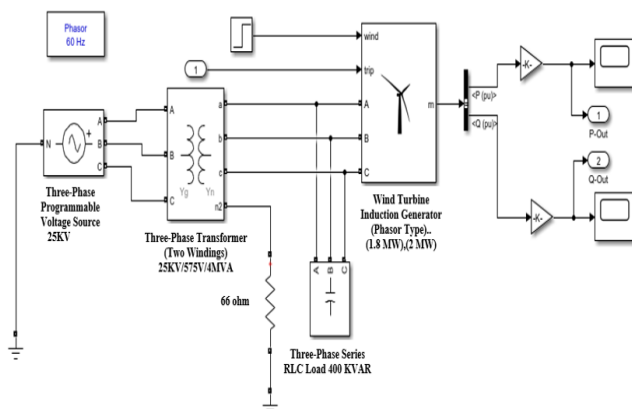 Phasor
60 Hz
wind
1
trip
A
B
C
m
<P (pu)>
<Q (pu)>
-K-
1
P-Out
2
Q-Out
-K-
N
A
B
C
+
A
B
C
a
b
c
n2
Yg
Yn
Three-Phase
Programmable
Voltage Source
25KV
Three-Phase Transformer
(Two Windings)
25KV/575V/4MVA
Wind Turbine
Induction Generator
(Phasor Type)..
(1.8 MW),(2 MW)
66 ohm
A
B
C
Three-Phase Series
RLC Load 400 KVAR